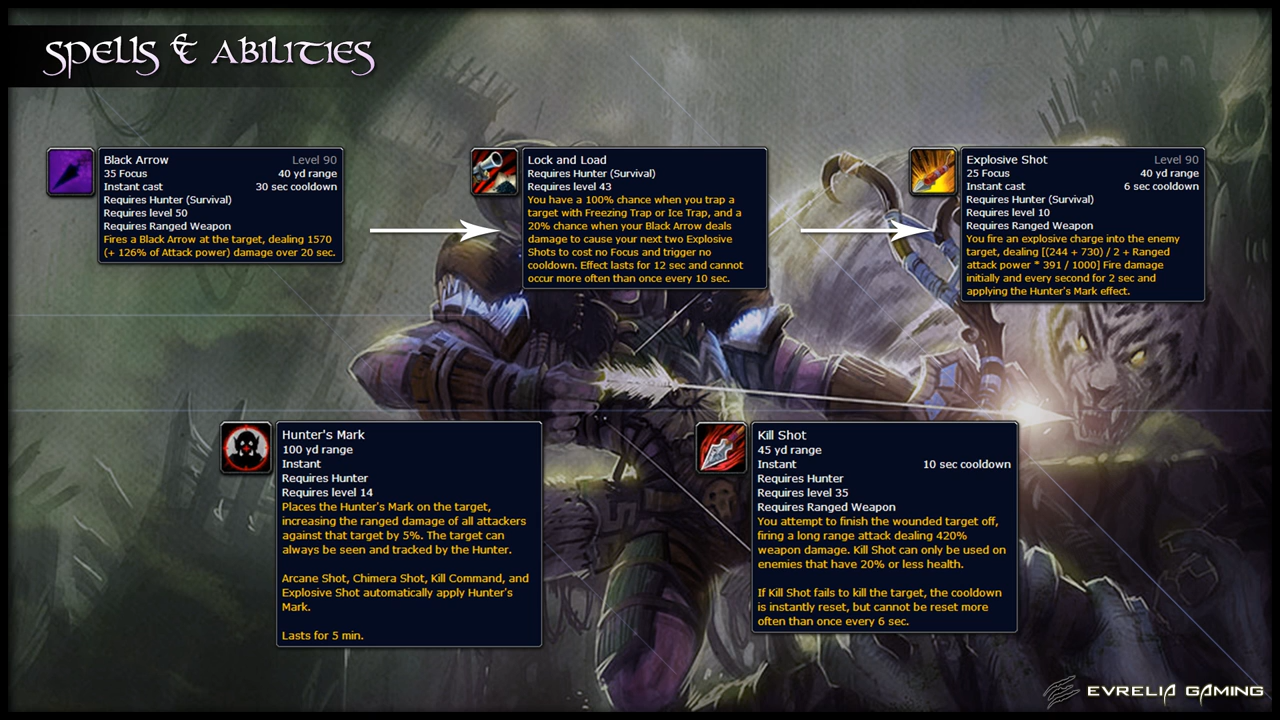 Spells & Abilities
Black Arrow Level 90
35 Focus 40 yd range
Instant cast 30 sec cooldown
Requires Hunter (Survival)
Requires level 50
Requires Ranged Weapon
Fires a Black Arrow at the target, dealing 1570
(+ 126% of Attack power) damage over 20 sec.
Lock and Load
Requires Hunter (Survival)
Requires level 43
You have a 100% chance when you trap a
target with Freezing Trap or Ice Trap, and a
20% chance when your Black Arrow deals
damage to cause your next two Explosive
Shots to cost no Focus and trigger no
cooldown. Effect lasts for 12 sec and cannot
occur more often than once every 10 sec.
Explosive Shot Level 90
25 Focus 40 yd range
Instant cast 6 sec cooldown
Requires Hunter (Survival)
Requires level 10
Requires Ranged Weapon
You fire an explosive charge into the enemy
target, dealing [(244 + 730) / 2 + Ranged
attack power * 391 / 1000] Fire damage
initially and every second for 2 sec and
applying the Hunter's Mark effect.
Hunter's Mark
100 yd range
Instant
Requires Hunter
Requires level 14
Places the Hunter's Mark on the target,
increasing the ranged damage of all attackers
against that target by 5%. The target can
always be seen and tracked by the Hunter.
Arcane Shot, Chimera Shot, Kill Command, and
Explosive Shot automatically apply Hunter's
Mark.
Lasts for 5 min.
Kill Shot
45 yd range
Instant 10 sec cooldown
Requires Hunter
Requires level 35
Requires Ranged Weapon
You attempt to finish the wounded target off,
firing a long range attack dealing 420%
weapon damage. Kill Shot can only be used on
enemies that have 20% or less health.
If Kill Shot fails to kill the target, the cooldown
is instantly reset, but cannot be reset more
often than once every 6 sec.
Evrelia Gaming